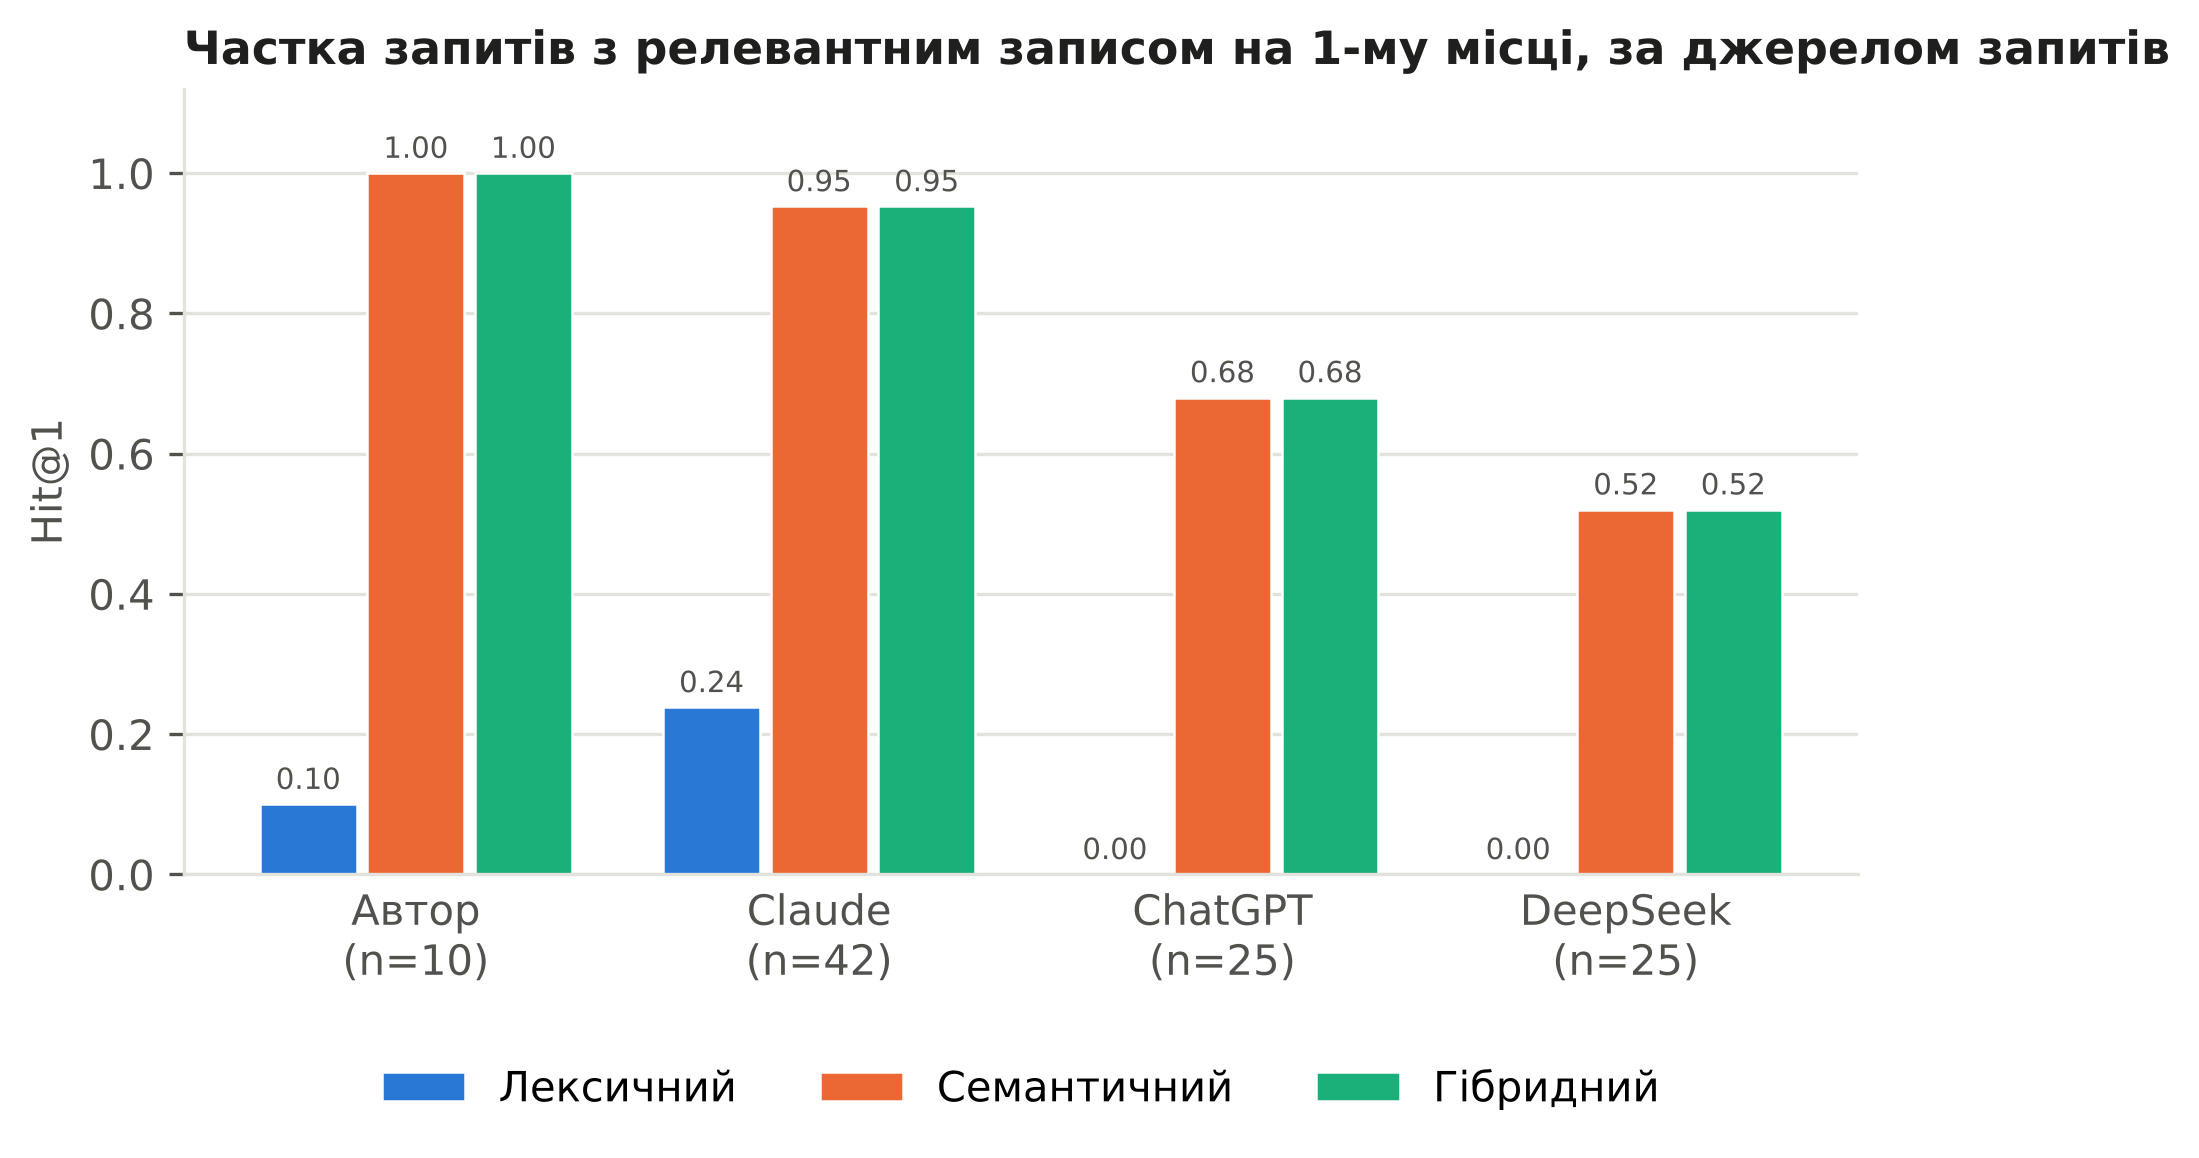 Частка запитів з релевантним записом на 1-му місці, за джерелом запитів
Hit@1
1.0
0.8
0.6
0.4
0.2
0.0
0.10
1.00
1.00
0.24
0.95
0.95
0.00
0.68
0.68
0.00
0.52
0.52
Автор
(n=10)
Claude
(n=42)
ChatGPT
(n=25)
DeepSeek
(n=25)
Лексичний
Семантичний
Гібридний